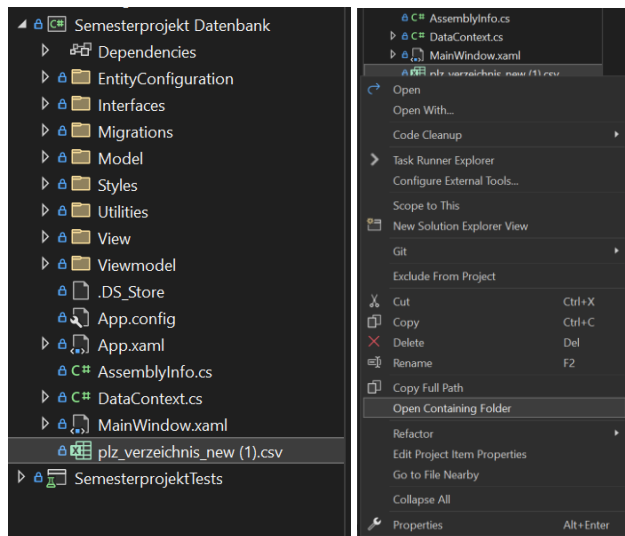 Semesterprojekt Datenbank
Dependencies
EntityConfiguration
Interfaces
Migrations
Model
Styles
Utilities
View
Viewmodel
.DS_Store
App.config
App.xaml
C# AssemblyInfo.cs
C# DataContext.cs
MainWindow.xaml
plz_verzeichnis_new (1).csv
SemesterprojektTests
C# AssemblyInfo.cs
C# DataContext.cs
MainWindow.xaml
plz_verzeichnis_new (1).csv
Open
Open With...
Code Cleanup
Task Runner Explorer
Configure External Tools...
Scope to This
New Solution Explorer View
Git
Exclude From Project
Cut Ctrl+X
Copy Ctrl+C
Delete Del
Rename F2
Copy Full Path
Open Containing Folder
Refactor
Edit Project Item Properties
Go to File Nearby
Collapse All
Properties Alt+Enter